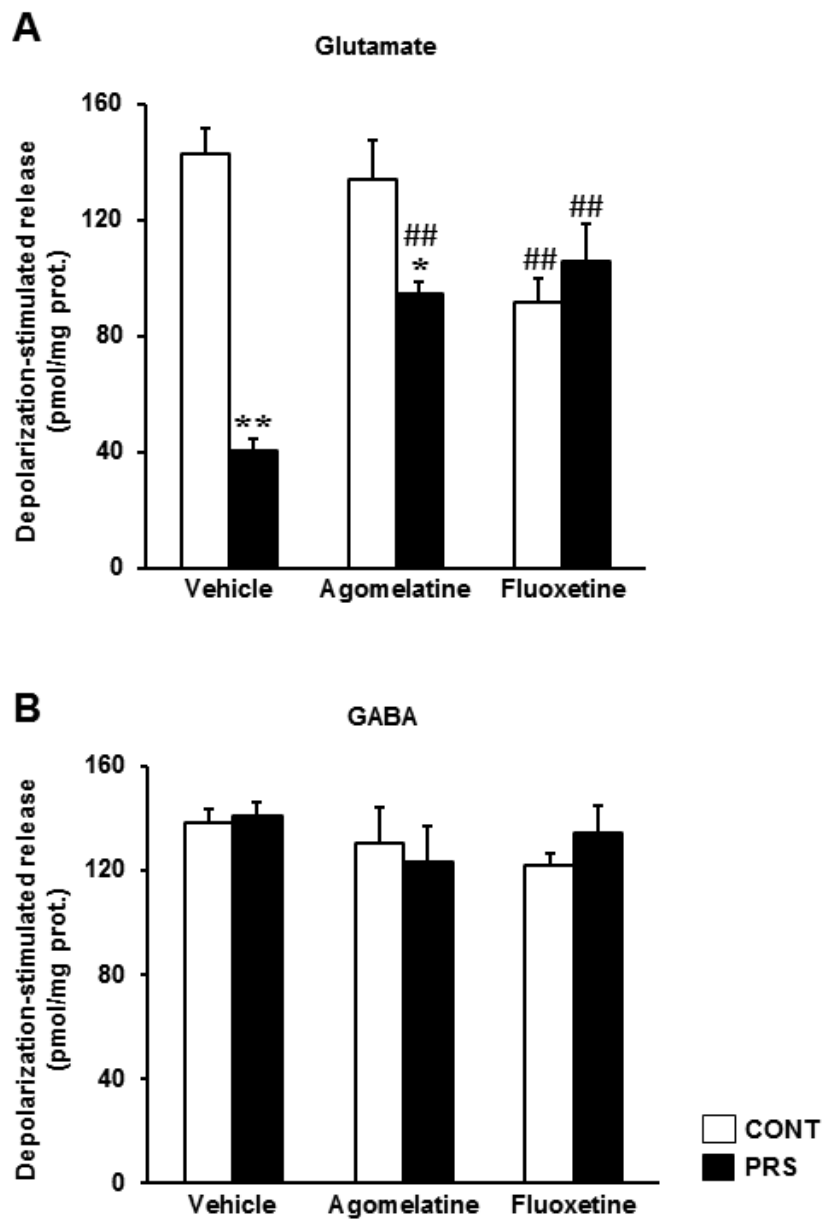 A
Glutamate
Depolarization-stimulated release
(pmol/mg prot.)
160
120
80
40
0
**
##
*
##
##
Vehicle Agomelatine Fluoxetine
B
GABA
Depolarization-stimulated release
(pmol/mg prot.)
160
120
80
40
0
Vehicle Agomelatine Fluoxetine
CONT
PRS